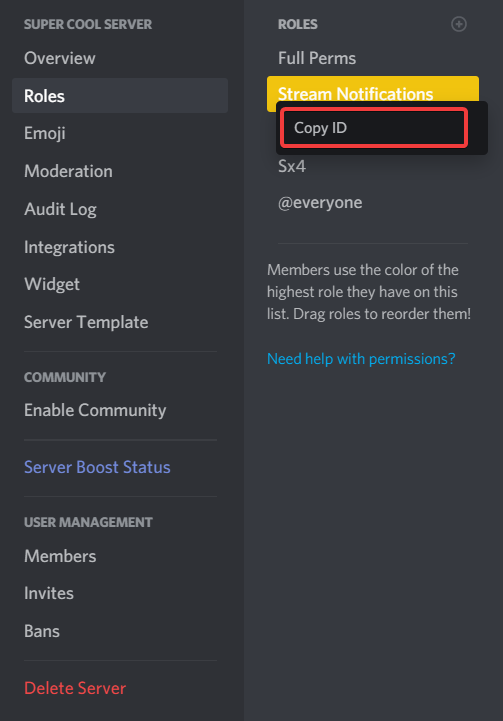 SUPER COOL SERVER
Overview
Roles
Emoji
Moderation
Audit Log
Integrations
Widget
Server Template
COMMUNITY
Enable Community
Server Boost Status
USER MANAGEMENT
Members
Invites
Bans
Delete Server
ROLES
Full Perms
Stream Notifications
Copy ID
Sx4
@everyone
Members use the color of the
highest role they have on this
list. Drag roles to reorder them!
Need help with permissions?